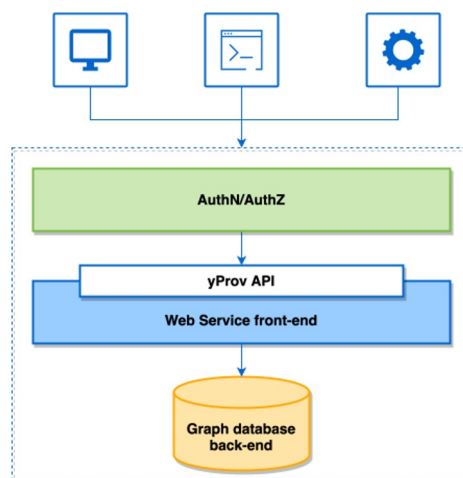 AuthN/AuthZ
yProv API
Web Service front-end
Graph database
back-end